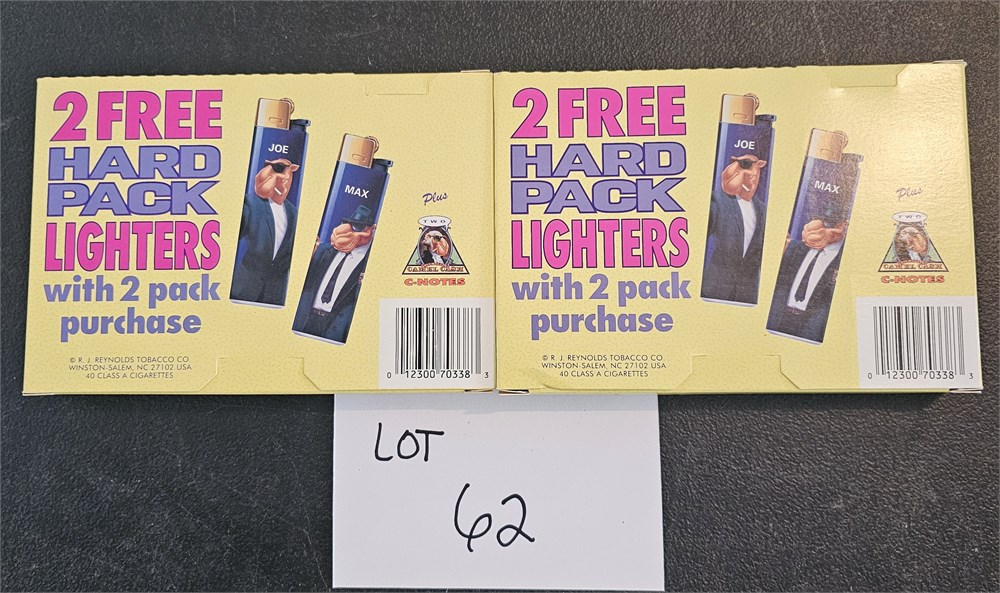 2 FREE
HARD
PACK
LIGHTERS
with 2 pack
purchase
JOE
MAX
Plus
TWO
CAMEL CASH
C-NOTES
© R. J. REYNOLDS TOBACCO CO.
WINSTON-SALEM, NC 27102 USA
40 CLASS A CIGARETTES
0 12300 70338 3
2 FREE
HARD
PACK
LIGHTERS
with 2 pack
purchase
JOE
MAX
Plus
TWO
CAMEL CASH
C-NOTES
© R. J. REYNOLDS TOBACCO CO.
WINSTON-SALEM, NC 27102 USA
40 CLASS A CIGARETTES
0 12300 70338 3
LOT
62